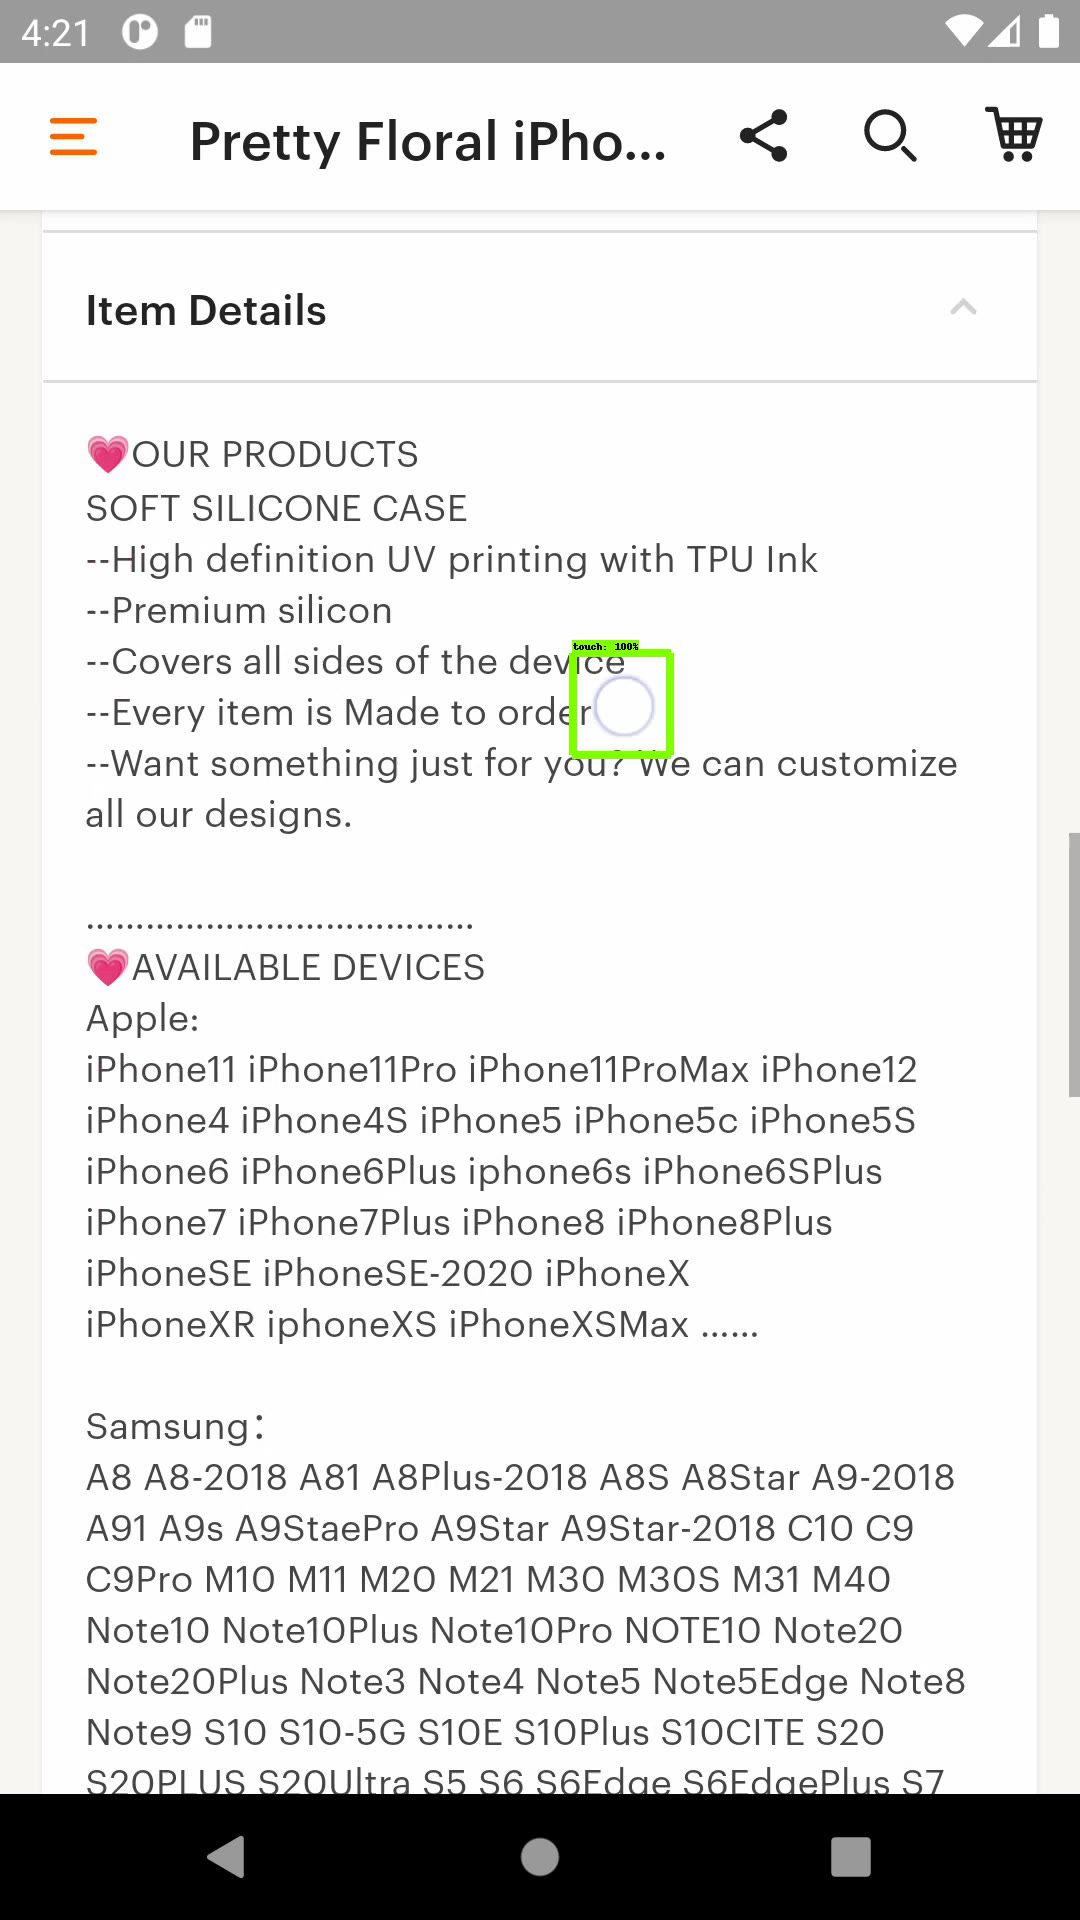 4:21
Pretty Floral iPho...
Item Details
💗OUR PRODUCTS
SOFT SILICONE CASE
--High definition UV printing with TPU Ink
--Premium silicon
touch: 100%
--Covers all sides of the device
--Every item is Made to order
--Want something just for you? We can customize
all our designs.
.......................................
💗AVAILABLE DEVICES
Apple:
iPhone11 iPhone11Pro iPhone11ProMax iPhone12
iPhone4 iPhone4S iPhone5 iPhone5c iPhone5S
iPhone6 iPhone6Plus iphone6s iPhone6SPlus
iPhone7 iPhone7Plus iPhone8 iPhone8Plus
iPhoneSE iPhoneSE-2020 iPhoneX
iPhoneXR iphoneXS iPhoneXSMax ......
Samsung：
A8 A8-2018 A81 A8Plus-2018 A8S A8Star A9-2018
A91 A9s A9StaePro A9Star A9Star-2018 C10 C9
C9Pro M10 M11 M20 M21 M30 M30S M31 M40
Note10 Note10Plus Note10Pro NOTE10 Note20
Note20Plus Note3 Note4 Note5 Note5Edge Note8
Note9 S10 S10-5G S10E S10Plus S10CITE S20
S20PLUS S20Ultra S5 S6 S6Edge S6EdgePlus S7